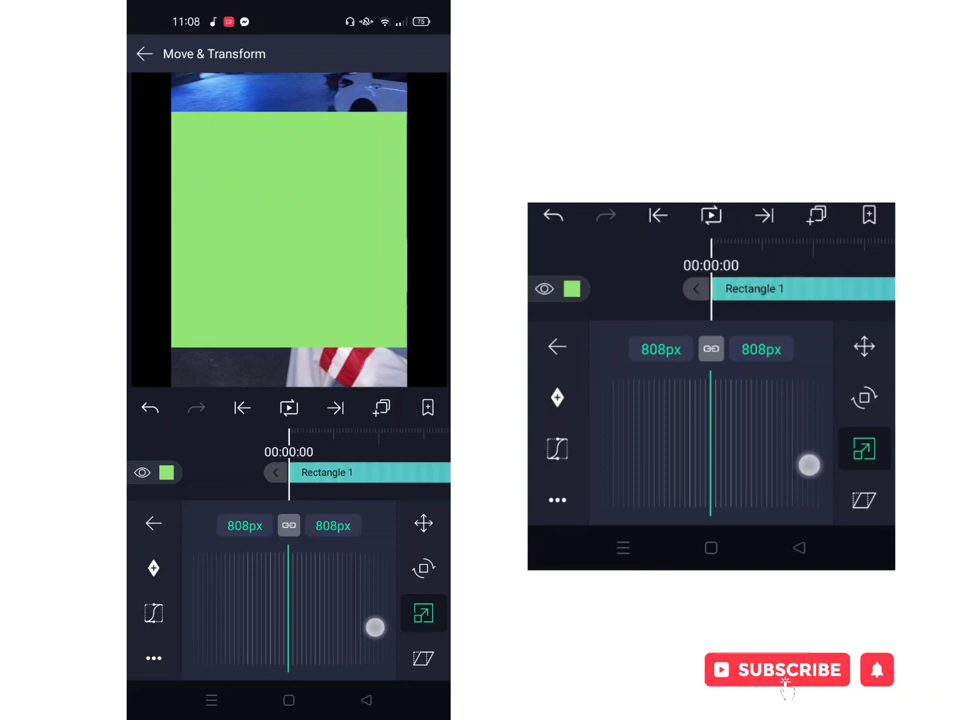 11:08
75
Move & Transform
00:00:00
Rectangle 1
808px 808px
00:00:00
Rectangle 1
808px 808px
SUBSCRIBE